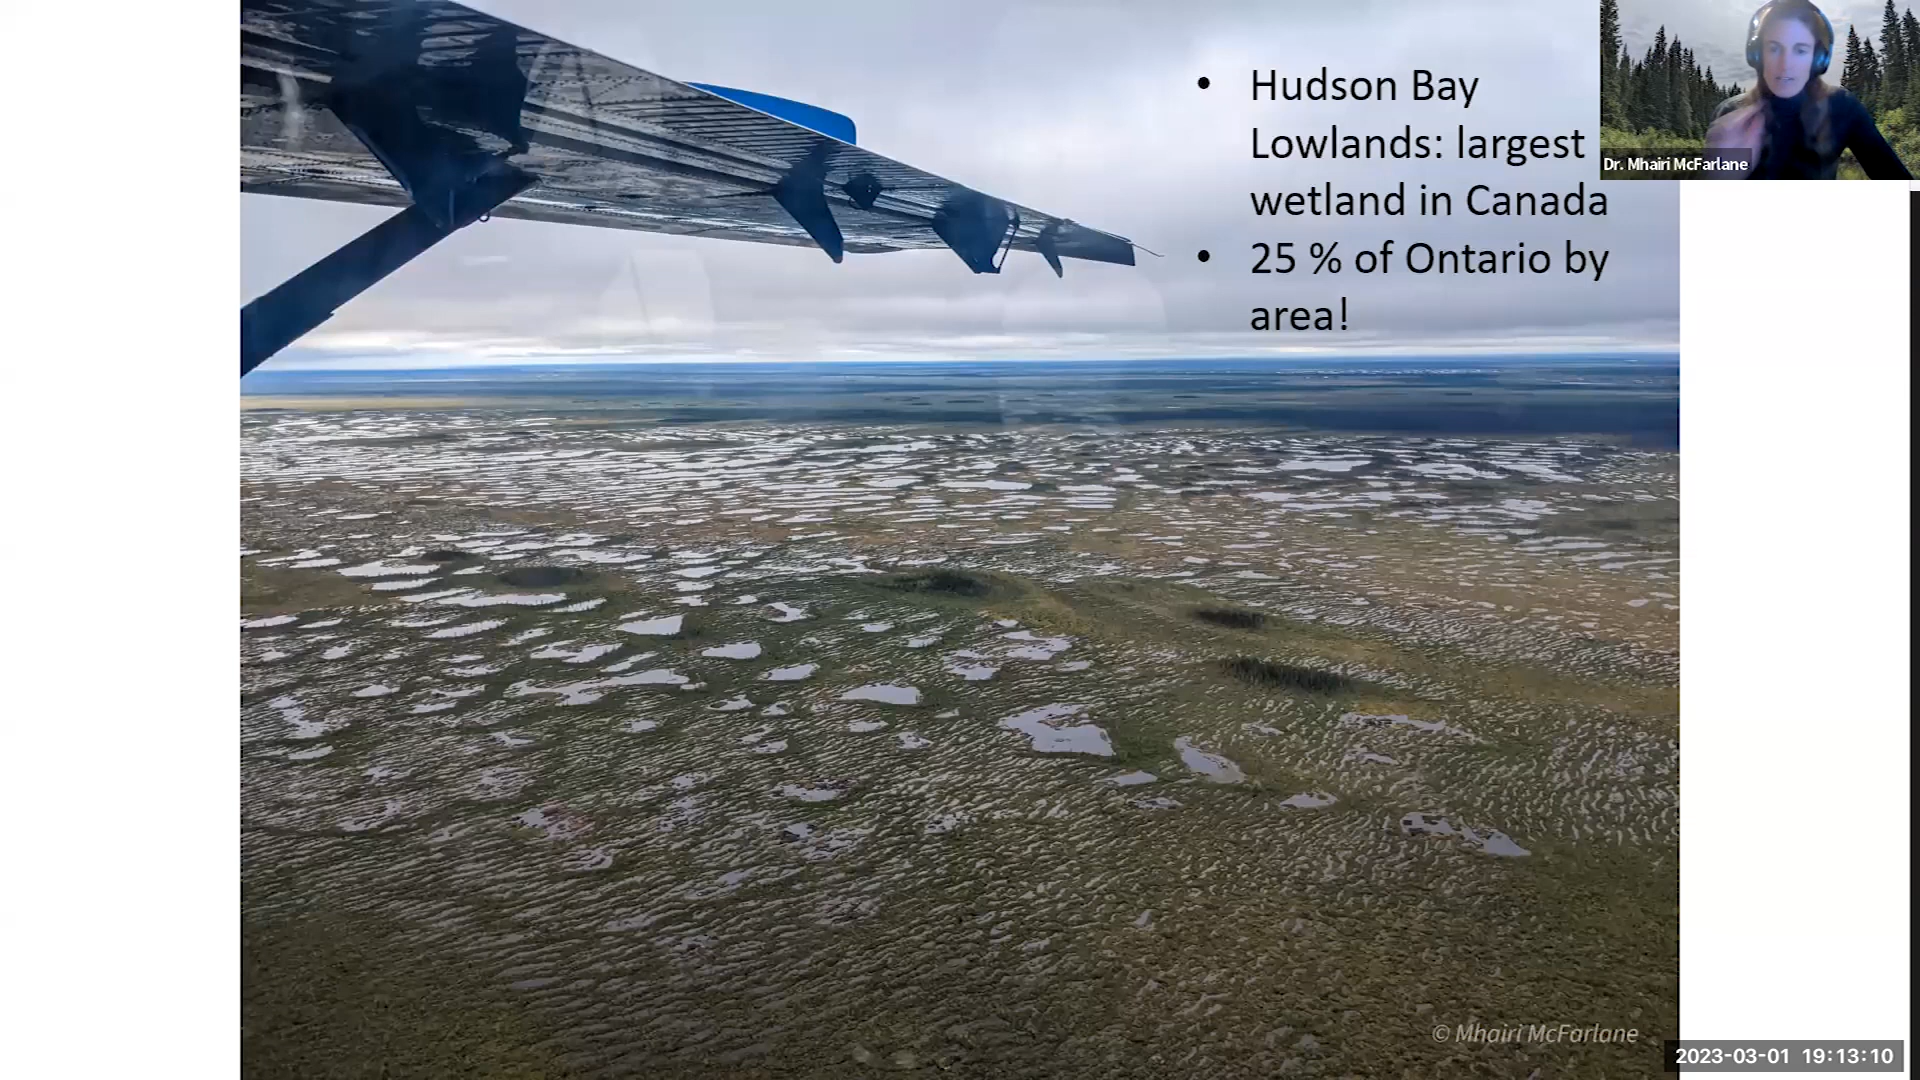 • Hudson Bay
Lowlands: largest
wetland in Canada
• 25 % of Ontario by
area!
Dr. Mhairi McFarlane
© Mhairi McFarlane
2023-03-01 19:13:10